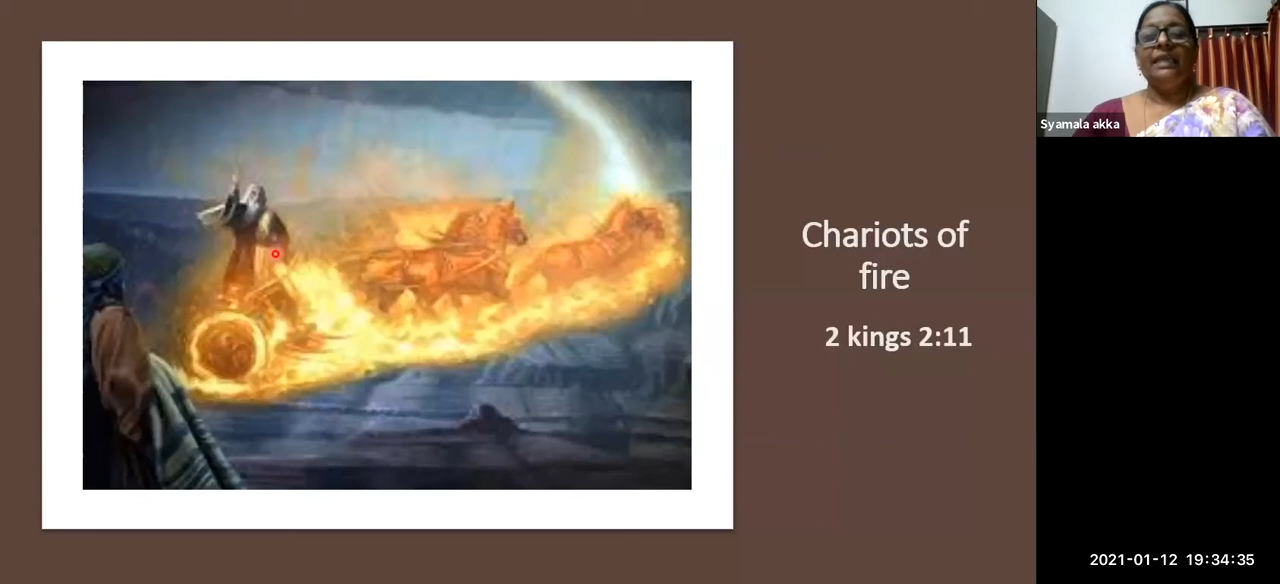 Chariots of
fire
2 kings 2:11
Syamala akka
2021-01-12 19:34:35